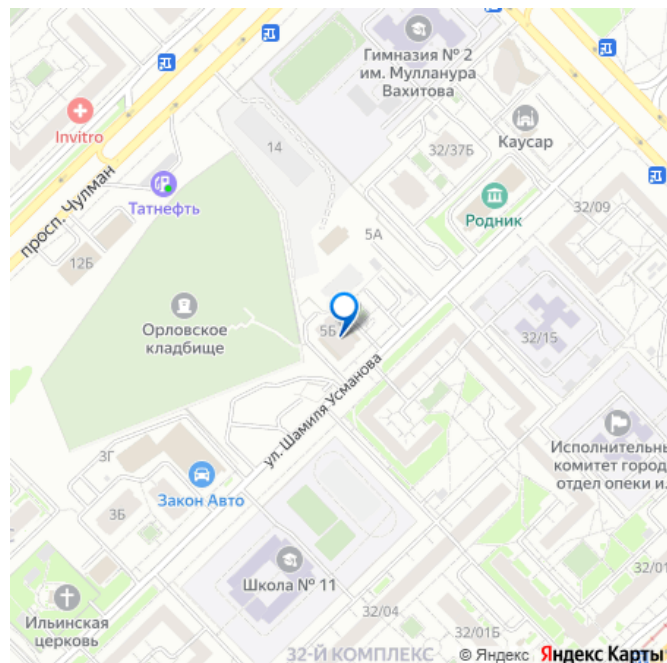 Гимназия № 2
им. Мулланура
Вахитова
Invitro
14
32/37Б
Каусар
просп. Чулман
Татнефть
Родник
5А
32/09
12Б
Орловское
кладбище
5Б
32/15
ул. Шамиля Усманова
Исполнительны
комитет город
отдел опеки и.
3Г
Закон Авто
3Б
Школа № 11
32/01
Ильинская
церковь
32/04
32/01Б
32-Й КОМПЛЕКС
© Яндекс Яндекс Карты